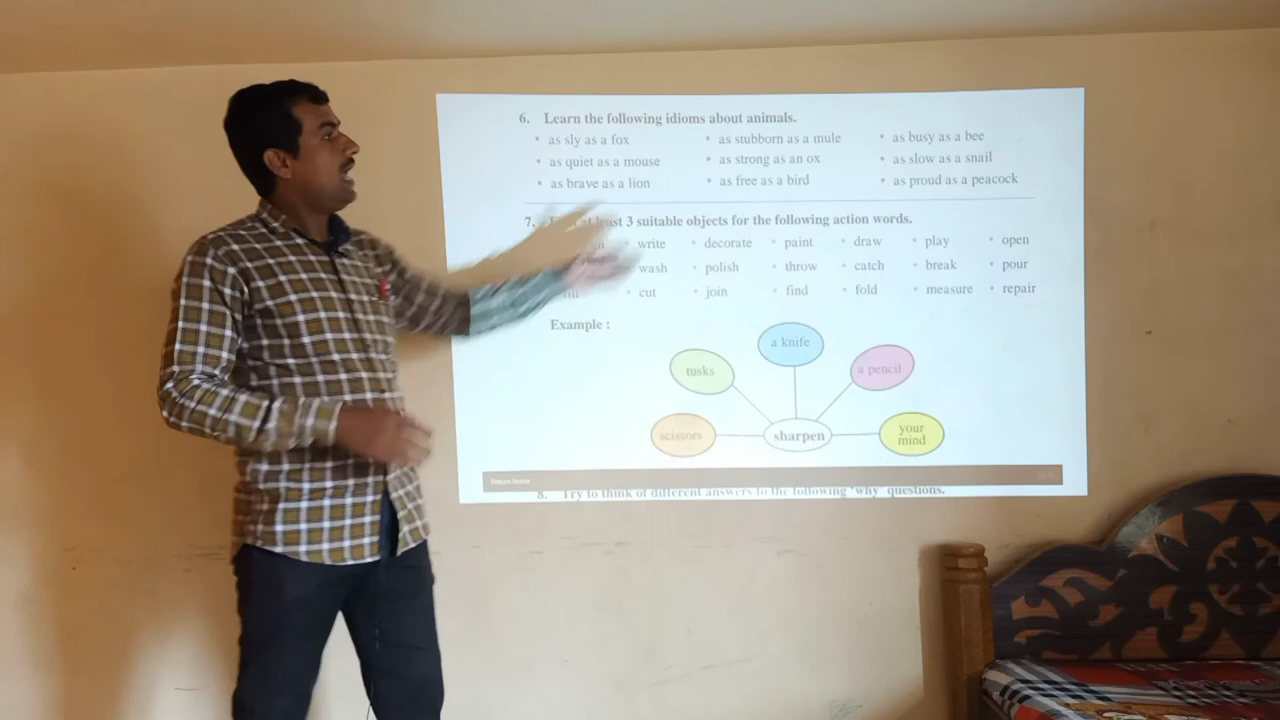 6. Learn the following idioms about animals.
• as sly as a fox • as stubborn as a mule • as busy as a bee
• as quiet as a mouse • as strong as an ox • as slow as a snail
• as brave as a lion • as free as a bird • as proud as a peacock
7. least 3 suitable objects for the following action words.
• write • decorate • paint • draw • play • open
wash • polish • throw • catch • break • pour
• cut • join • find • fold • measure • repair
Example :
a knife
tusks
a pencil
scissors
sharpen
your
mind
8. Try to think of different answers to the following 'why' questions.